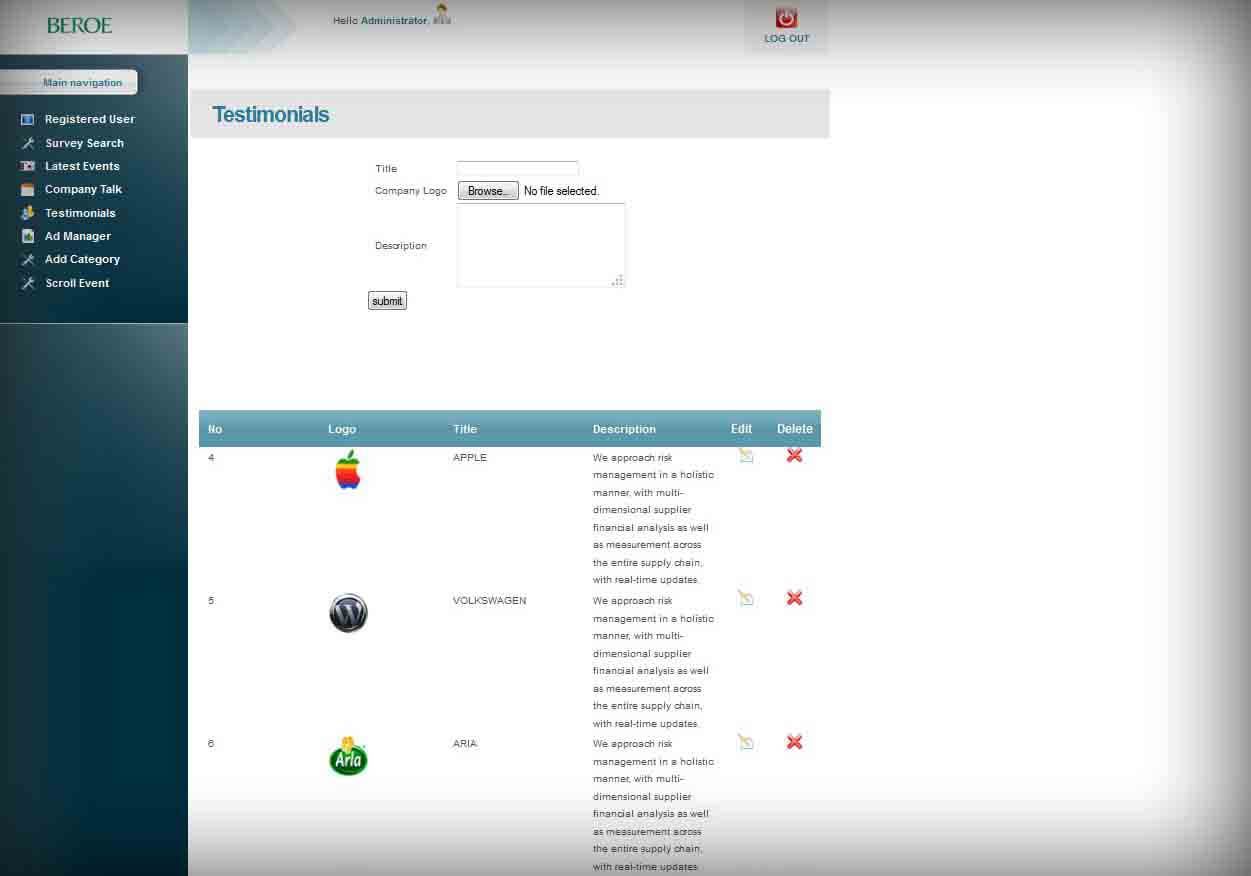 BEROE
Hello Administrator,
LOG OUT
Main navigation
Registered User
Survey Search
Latest Events
Company Talk
Testimonials
Ad Manager
Add Category
Scroll Event
Testimonials
Title
Company Logo Browse... No file selected.
Description
submit
No Logo Title Description Edit Delete
4 APPLE We approach risk
management in a holistic
manner, with multi-
dimensional supplier
financial analysis as well
as measurement across
the entire supply chain,
with real-time updates.
5 VOLKSWAGEN We approach risk
management in a holistic
manner, with multi-
dimensional supplier
financial analysis as well
as measurement across
the entire supply chain,
with real-time updates.
6 Arla ARIA We approach risk
management in a holistic
manner, with multi-
dimensional supplier
financial analysis as well
as measurement across
the entire supply chain,
with real-time updates.